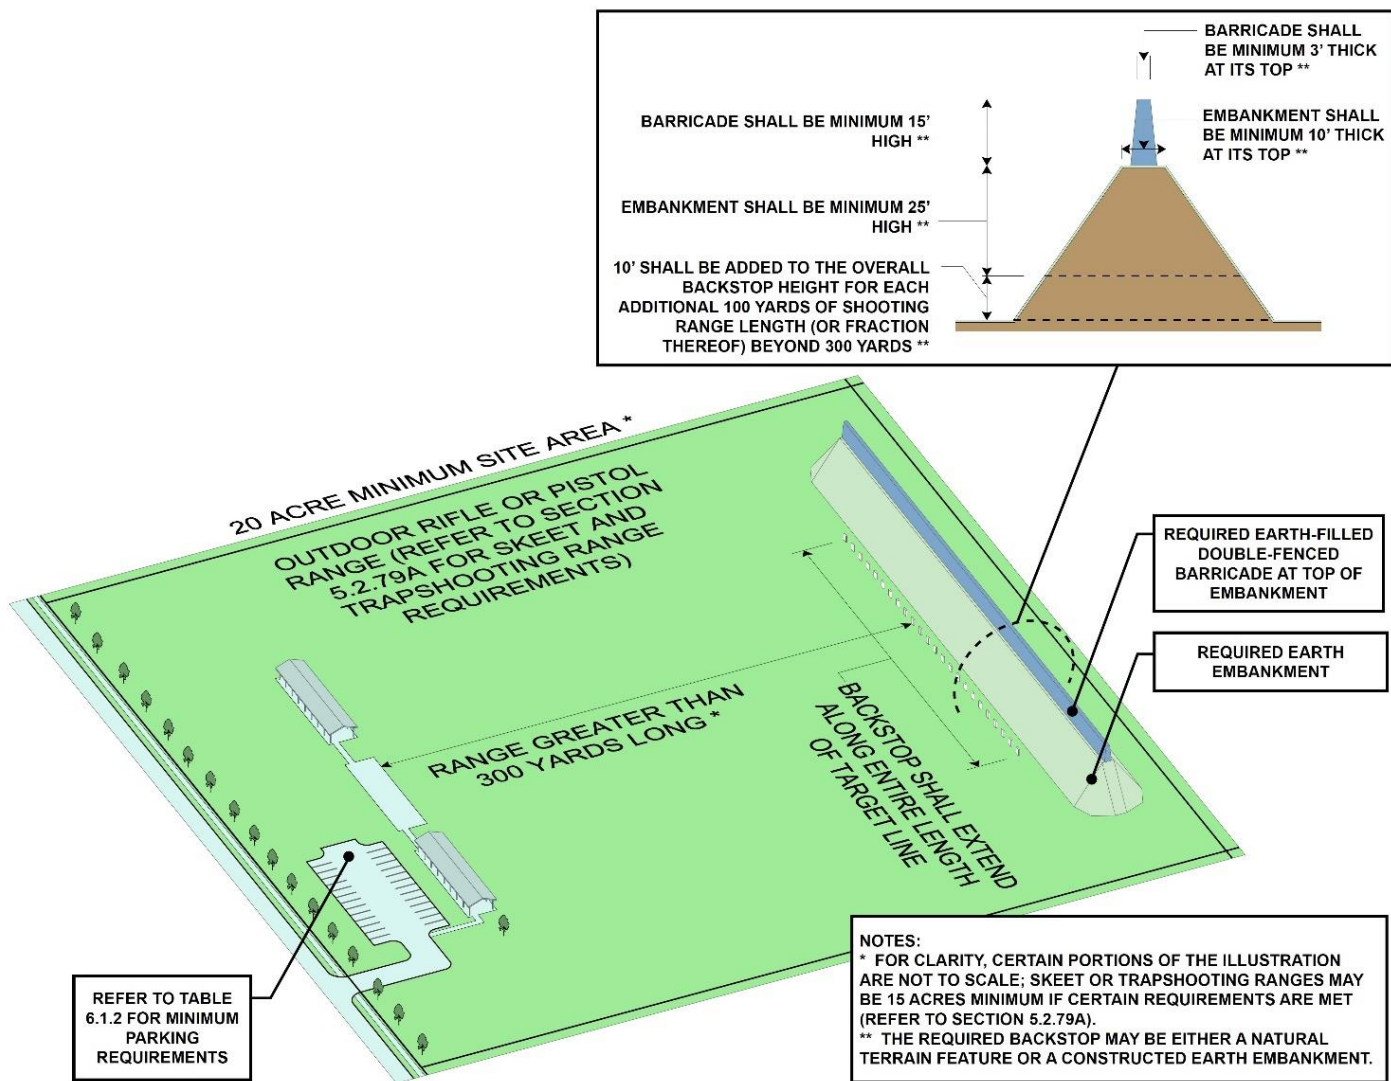 BARRICADE SHALL
BE MINIMUM 3' THICK
AT ITS TOP **
BARRICADE SHALL BE MINIMUM 15'
HIGH **
EMBANKMENT SHALL
BE MINIMUM 10' THICK
AT ITS TOP **
EMBANKMENT SHALL BE MINIMUM 25'
HIGH **
10' SHALL BE ADDED TO THE OVERALL
BACKSTOP HEIGHT FOR EACH
ADDITIONAL 100 YARDS OF SHOOTING
RANGE LENGTH (OR FRACTION
THEREOF) BEYOND 300 YARDS **
20 ACRE MINIMUM SITE AREA *
OUTDOOR RIFLE OR PISTOL
RANGE (REFER TO SECTION
5.2.79A FOR SKEET AND
TRAPSHOOTING RANGE
REQUIREMENTS)
REQUIRED EARTH-FILLED
DOUBLE-FENCED
BARRICADE AT TOP OF
EMBANKMENT
REQUIRED EARTH
EMBANKMENT
RANGE GREATER THAN
300 YARDS LONG *
BACKSTOP SHALL EXTEND
ALONG ENTIRE LENGTH
OF TARGET LINE
REFER TO TABLE
6.1.2 FOR MINIMUM
PARKING
REQUIREMENTS
NOTES:
* FOR CLARITY, CERTAIN PORTIONS OF THE ILLUSTRATION
ARE NOT TO SCALE; SKEET OR TRAPSHOOTING RANGES MAY
BE 15 ACRES MINIMUM IF CERTAIN REQUIREMENTS ARE MET
(REFER TO SECTION 5.2.79A).
** THE REQUIRED BACKSTOP MAY BE EITHER A NATURAL
TERRAIN FEATURE OR A CONSTRUCTED EARTH EMBANKMENT.